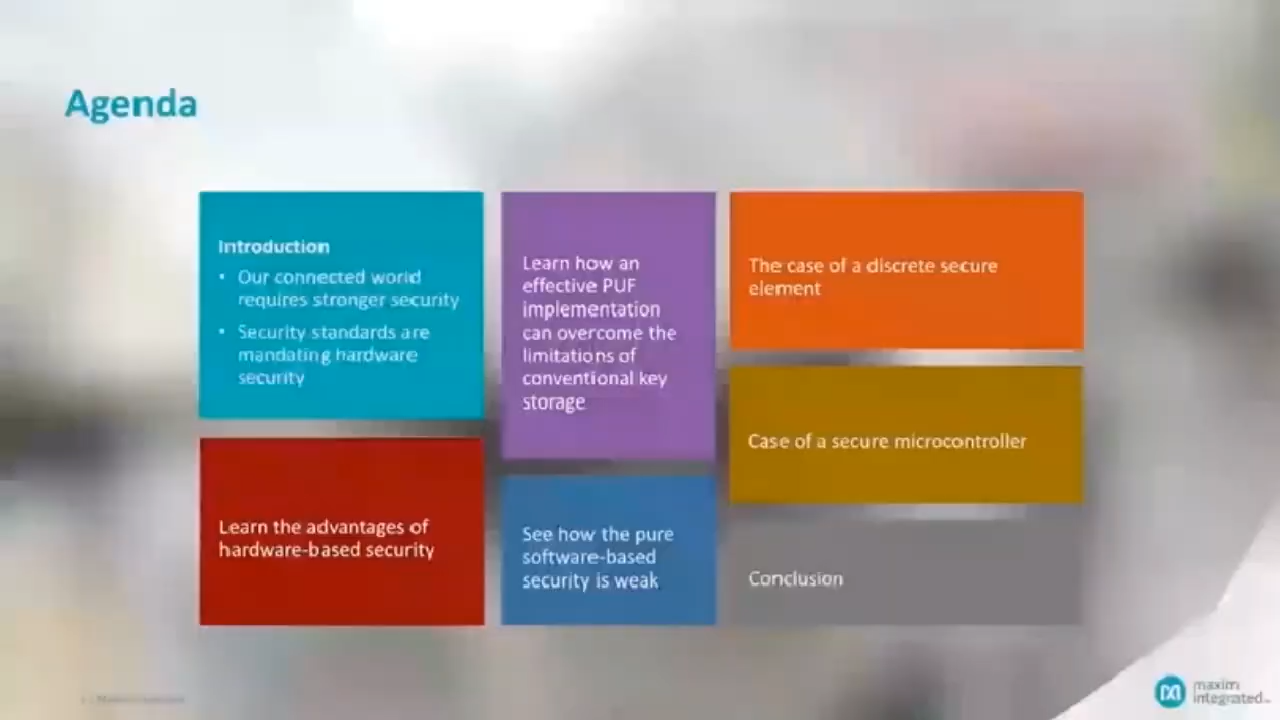 Agenda
Introduction
• Our connected world
requires stronger security
• Security standards are
mandating hardware
security
Learn the advantages of
hardware-based security
Learn how an
effective PUF
implementation
can overcome the
limitations of
conventional key
storage
See how the pure
software-based
security is weak
The case of a discrete secure
element
Case of a secure microcontroller
Conclusion
maxim
integrated